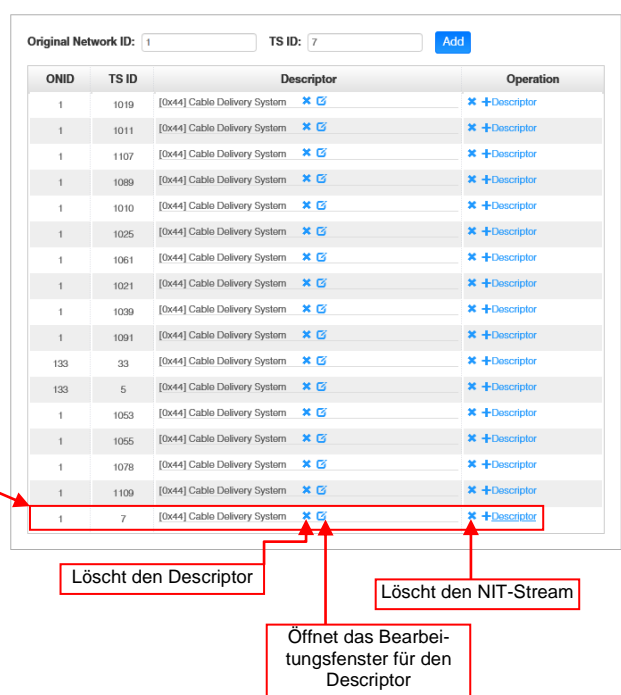 Original Network ID: 1 TS ID: 7 Add
ONID TS ID Descriptor Operation
1 1019 [0x44] Cable Delivery System +Descriptor
1 1011 [0x44] Cable Delivery System +Descriptor
1 1107 [0x44] Cable Delivery System +Descriptor
1 1089 [0x44] Cable Delivery System +Descriptor
1 1010 [0x44] Cable Delivery System +Descriptor
1 1025 [0x44] Cable Delivery System +Descriptor
1 1061 [0x44] Cable Delivery System +Descriptor
1 1021 [0x44] Cable Delivery System +Descriptor
1 1039 [0x44] Cable Delivery System +Descriptor
1 1091 [0x44] Cable Delivery System +Descriptor
133 33 [0x44] Cable Delivery System +Descriptor
133 5 [0x44] Cable Delivery System +Descriptor
1 1053 [0x44] Cable Delivery System +Descriptor
1 1055 [0x44] Cable Delivery System +Descriptor
1 1078 [0x44] Cable Delivery System +Descriptor
1 1109 [0x44] Cable Delivery System +Descriptor
1 7 [0x44] Cable Delivery System +Descriptor
Löscht den Descriptor
Löscht den NIT-Stream
Öffnet das Bearbei-
tungsfenster für den
Descriptor